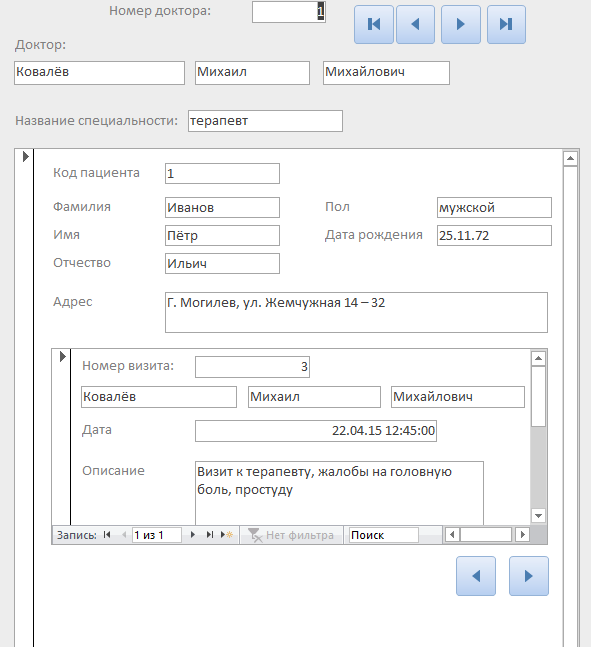 Номер доктора: 1
Доктор:
Ковалёв Михаил Михайлович
Название специальности: терапевт
Код пациента 1
Фамилия Иванов Пол мужской
Имя Пётр Дата рождения 25.11.72
Отчество Ильич
Адрес Г. Могилев, ул. Жемчужная 14 – 32
Номер визита: 3
Ковалёв Михаил Михайлович
Дата 22.04.15 12:45:00
Описание Визит к терапевту, жалобы на головную
боль, простуду
Запись: 1 из 1 Нет фильтра Поиск